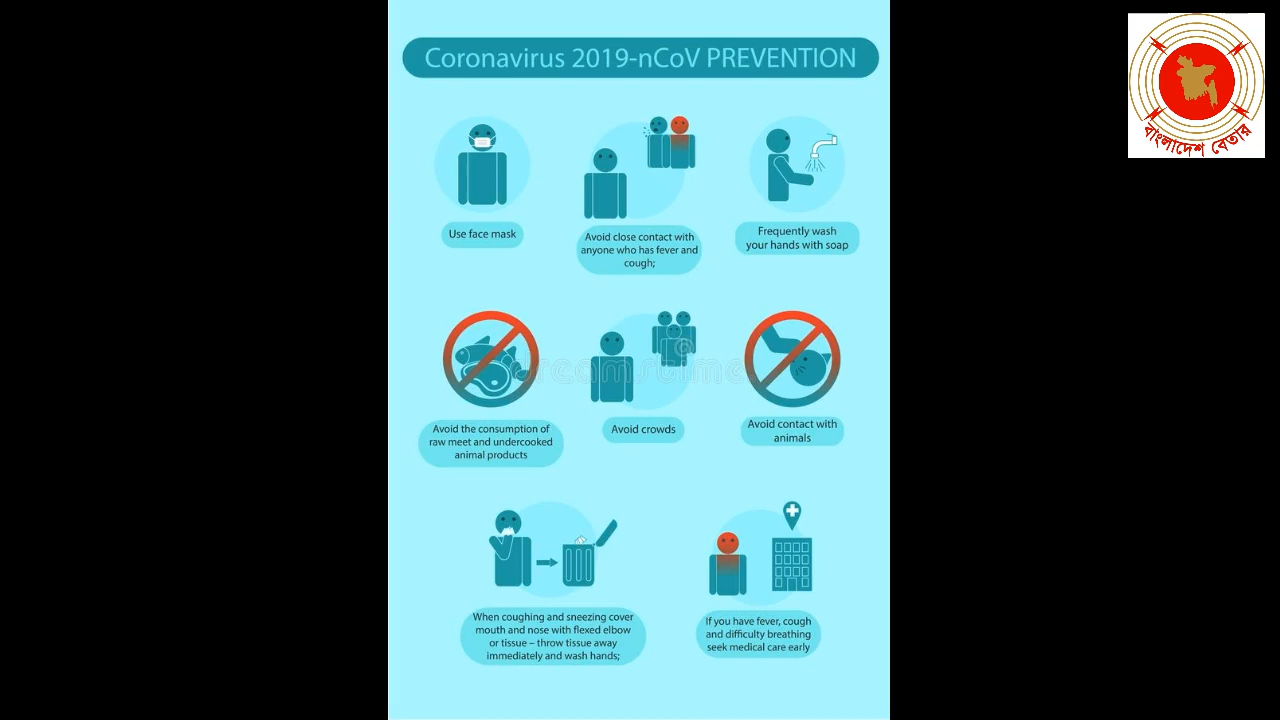 Coronavirus 2019-nCoV PREVENTION
বাংলাদেশ বেতার
Use face mask
Avoid close contact with
anyone who has fever and
cough;
Frequently wash
your hands with soap
Avoid the consumption of
raw meet and undercooked
animal products
Avoid crowds
Avoid contact with
animals
dreamstime
When coughing and sneezing cover
mouth and nose with flexed elbow
or tissue – throw tissue away
immediately and wash hands;
If you have fever, cough
and difficulty breathing
seek medical care early